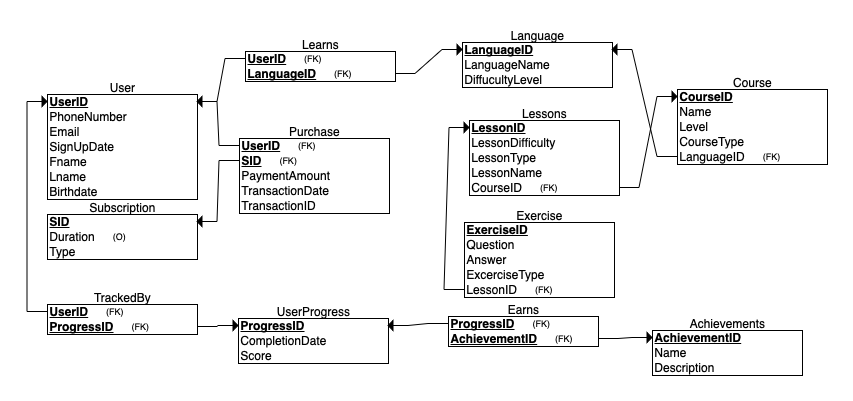 Learns
UserID (FK)
LanguageID (FK)
Language
LanguageID
LanguageName
DiffucultyLevel
User
UserID
PhoneNumber
Email
SignUpDate
Fname
Lname
Birthdate
Purchase
UserID (FK)
SID (FK)
PaymentAmount
TransactionDate
TransactionID
Lessons
LessonID
LessonDifficulty
LessonType
LessonName
CourseID (FK)
Course
CourseID
Name
Level
CourseType
LanguageID (FK)
Subscription
SID
Duration (O)
Type
Exercise
ExerciseID
Question
Answer
ExcerciseType
LessonID (FK)
TrackedBy
UserID (FK)
ProgressID (FK)
UserProgress
ProgressID
CompletionDate
Score
Earns
ProgressID (FK)
AchievementID (FK)
Achievements
AchievementID
Name
Description